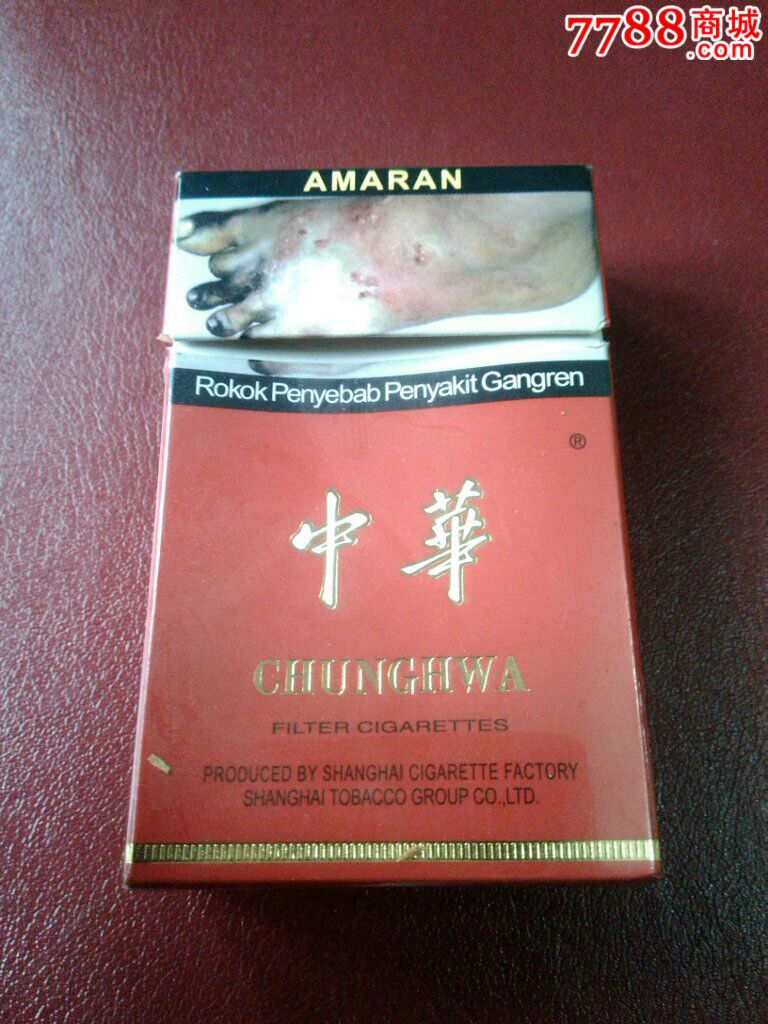 7788商城
.com
AMARAN
Rokok Penyebab Penyakit Gangren
®
中華
CHUNGHWA
FILTER CIGARETTES
PRODUCED BY SHANGHAI CIGARETTE FACTORY
SHANGHAI TOBACCO GROUP CO.,LTD.